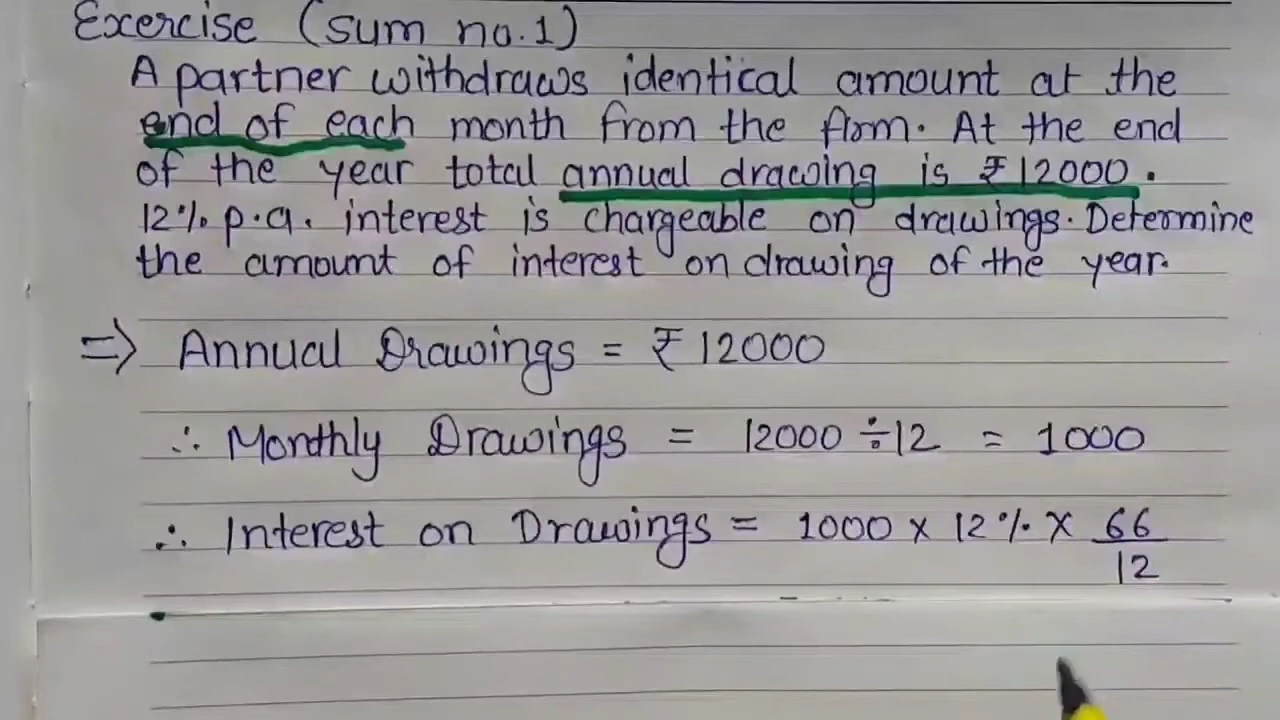 Exercise (sum no.1)
A partner withdraws identical amount at the
end of each month from the firm. At the end
of the year total annual drawing is ₹12000.
12% p.a. interest is chargeable on drawings. Determine
the amount of interest on drawing of the year.
⇒ Annual Drawings = ₹12000
∴ Monthly Drawings = 12000 ÷ 12 = 1000
∴ Interest on Drawings = 1000 × 12% × 66/12